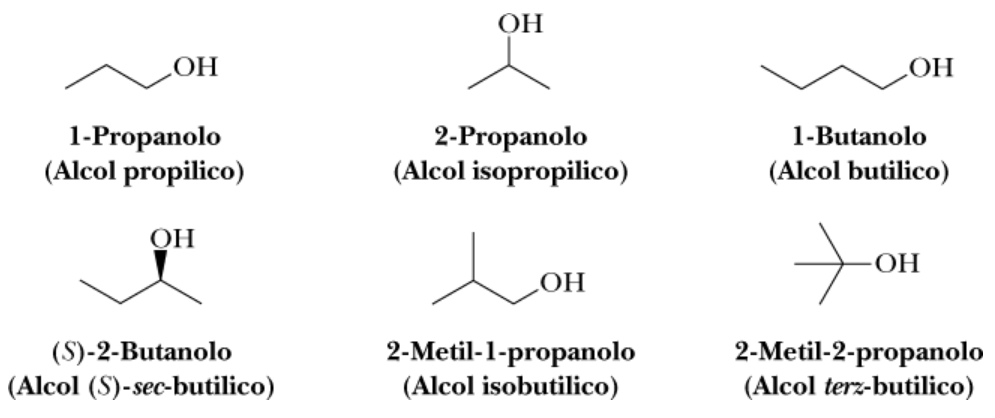 OH
OH
OH
1-Propanolo
(Alcol propilico)
2-Propanolo
(Alcol isopropilico)
1-Butanolo
(Alcol butilico)
OH
OH
OH
(S)-2-Butanolo
(Alcol (S)-sec-butilico)
2-Metil-1-propanolo
(Alcol isobutilico)
2-Metil-2-propanolo
(Alcol terz-butilico)